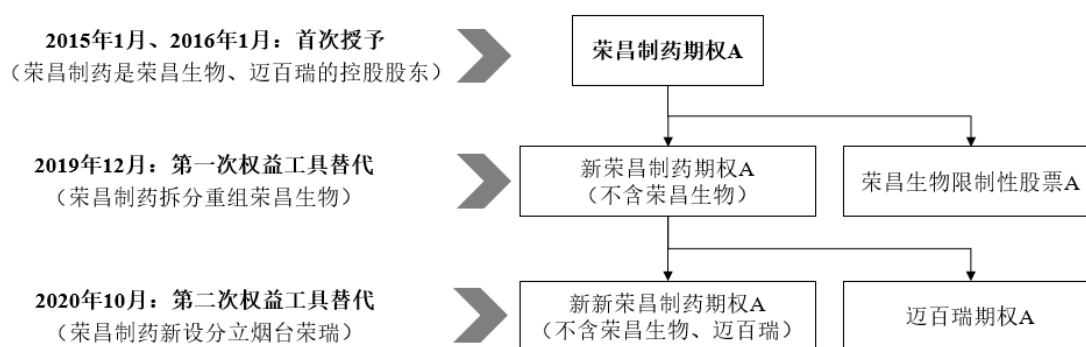 2015年1月、2016年1月：首次授予
（荣昌制药是荣昌生物、迈百瑞的控股股东）
荣昌制药期权A
2019年12月：第一次权益工具替代
（荣昌制药拆分重组荣昌生物）
新荣昌制药期权A
（不含荣昌生物）
荣昌生物限制性股票A
2020年10月：第二次权益工具替代
（荣昌制药新设分立烟台荣瑞）
新新荣昌制药期权A
（不含荣昌生物、迈百瑞）
迈百瑞期权A